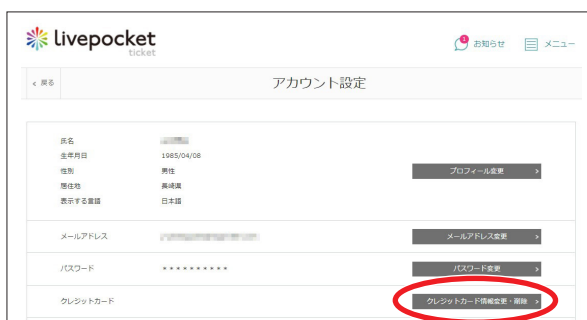 livepocket
ticket
1
お知らせ
メニュー
< 戻る
アカウント設定
氏名
生年月日 1985/04/08
性別 男性
プロフィール変更 >
居住地 長崎県
表示する言語 日本語
メールアドレス
メールアドレス変更 >
パスワード ********** パスワード変更 >
クレジットカード クレジットカード情報変更・削除 >